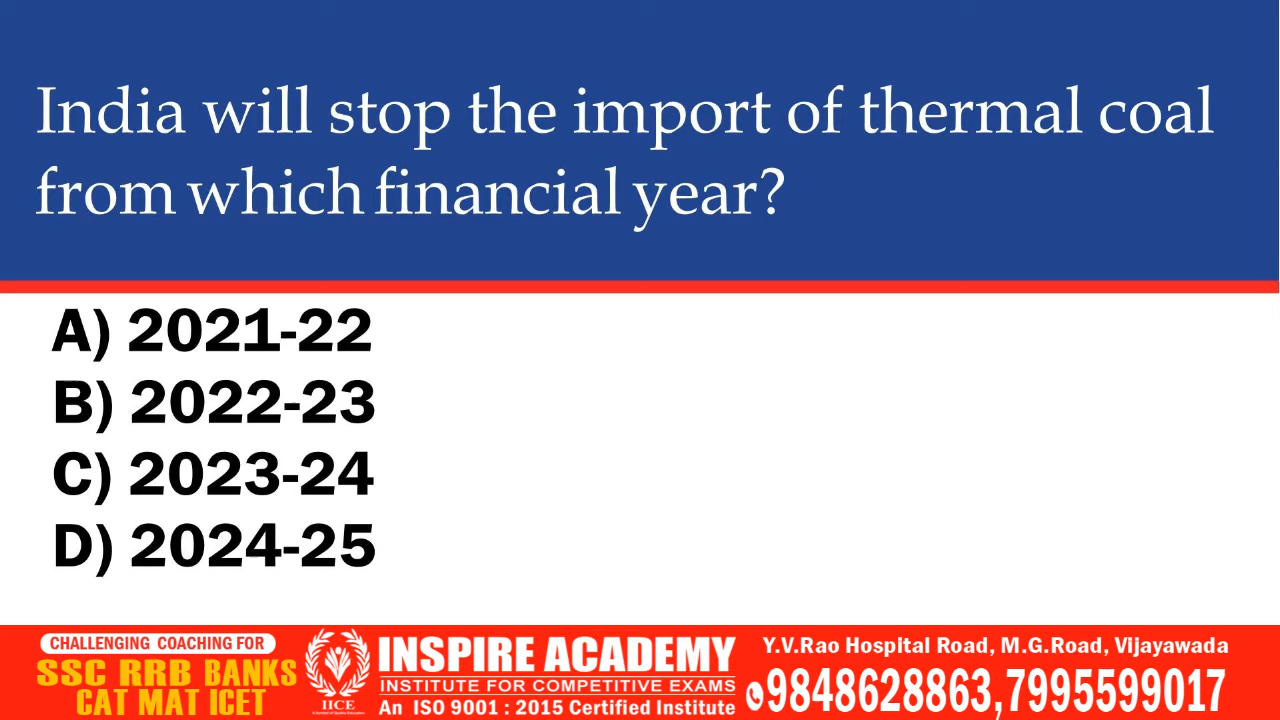 India will stop the import of thermal coal
from which financial year?
A) 2021-22
B) 2022-23
C) 2023-24
D) 2024-25
CHALLENGING COACHING FOR
SSC RRB BANKS
CAT MAT ICET
IICE
INSPIRE ACADEMY
INSTITUTE FOR COMPETITIVE EXAMS
An ISO 9001 : 2015 Certified Institute
Y.V.Rao Hospital Road, M.G.Road, Vijayawada
9848628863,7995599017